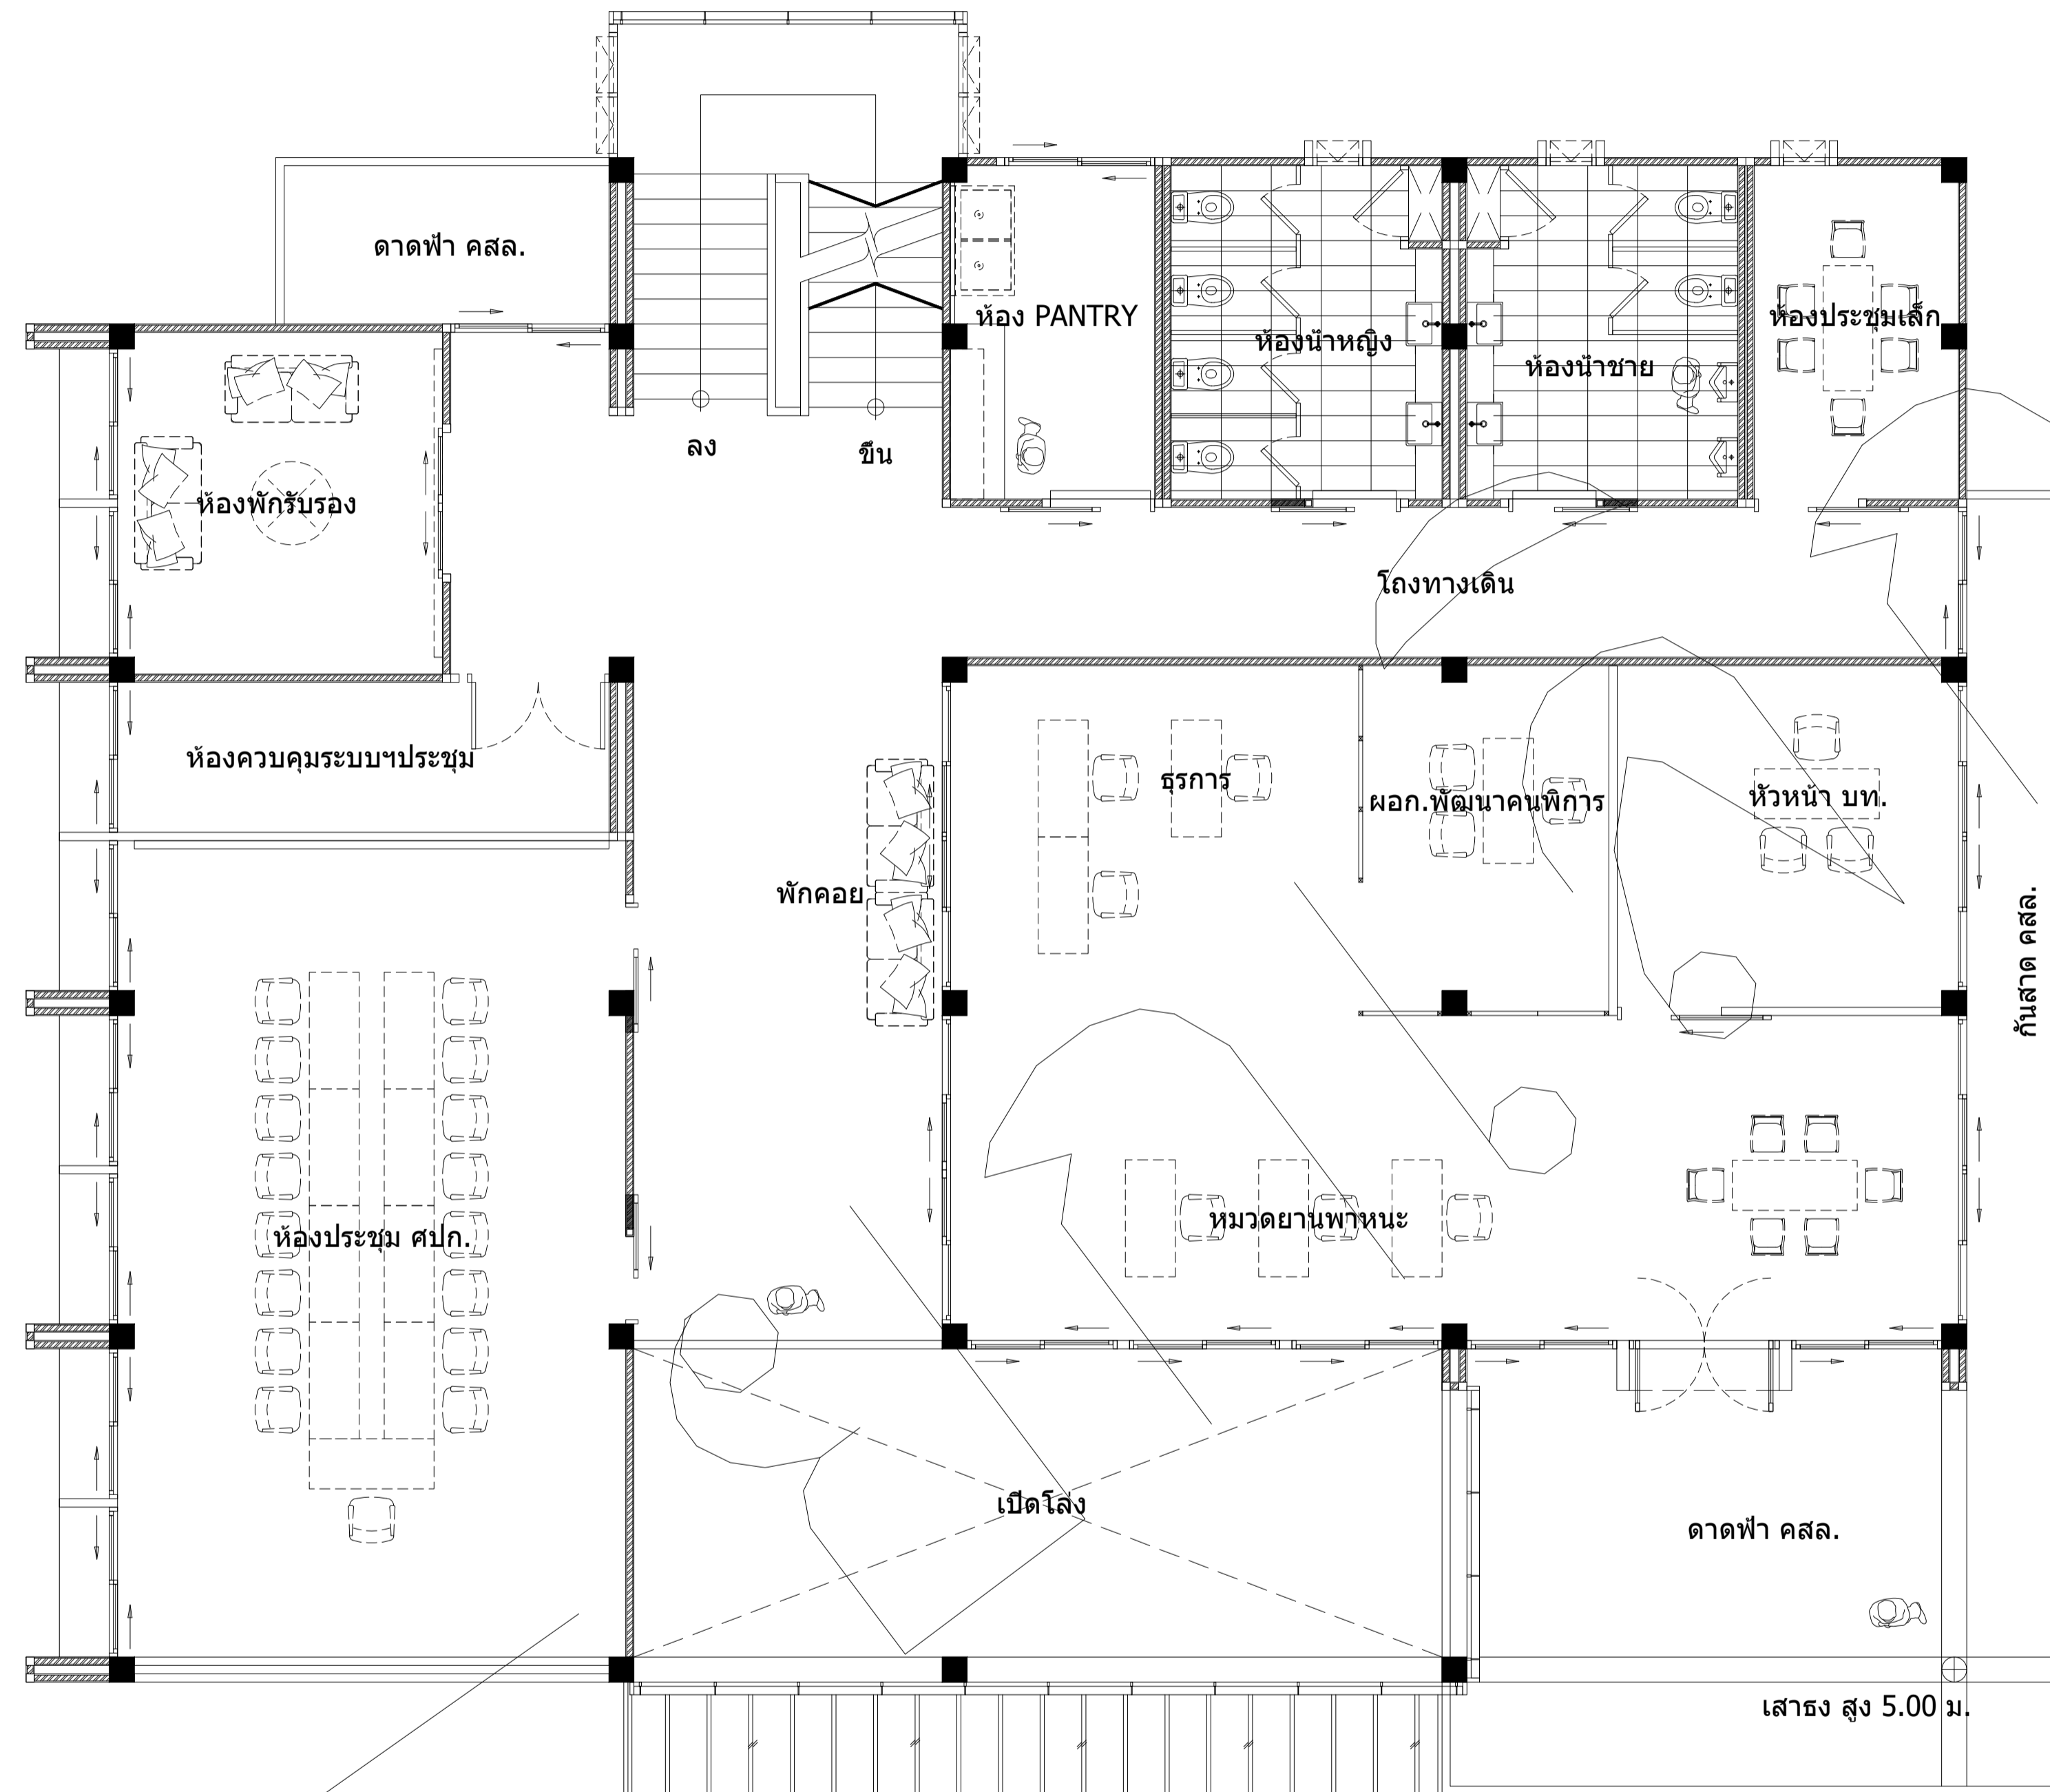 ดาดฟ้า คสล.
ห้อง PANTRY
ห้องประชุมเล็ก
ห้องน้ำหญิง
ห้องน้ำชาย
ลง
ขึ้น
ห้องพักรับรอง
โถงทางเดิน
ห้องควบคุมระบบฯประชุม
ธุรการ
ผอก.พัฒนาคนพิการ
หัวหน้า บท.
พักคอย
กันสาด คสล.
หมวดยานพาหนะ
ห้องประชุม ศปก.
เปิดโล่ง
ดาดฟ้า คสล.
เสาธง สูง 5.00 ม.